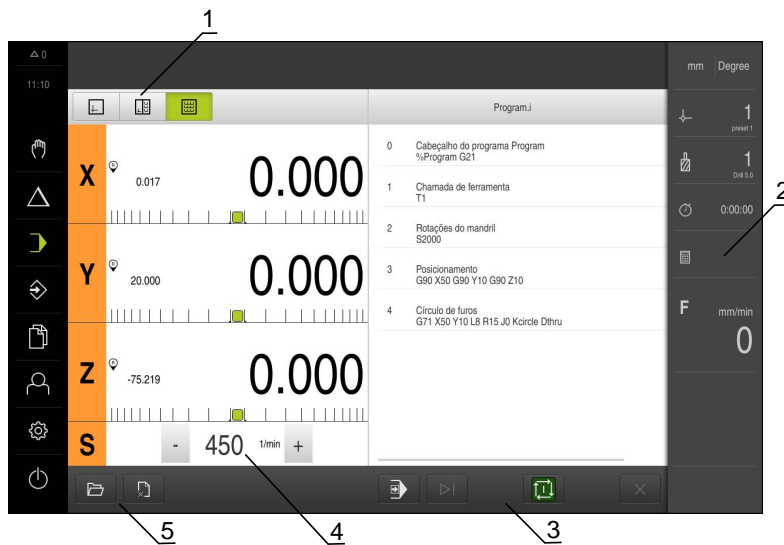 1
0
11:10
mm Degree
Program.i
1
preset 1
1
Drill 5.0
0:00:00
2
F mm/min
0
X R 0.017 0.000
Y R 20.000 0.000
Z R -75.219 0.000
S - 450 1/min +
0 Cabeçalho do programa Program
%Program G21
1 Chamada de ferramenta
T1
2 Rotações do mandril
S2000
3 Posicionamento
G90 X50 G90 Y10 G90 Z10
4 Círculo de furos
G71 X50 Y10 L8 R15 J0 Kcircle Dthru
5
4
3